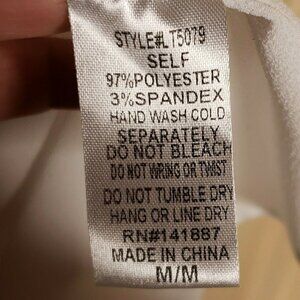 STYLE#LT5079
SELF
97%POLYESTER
3%SPANDEX
HAND WASH COLD
SEPARATELY
DO NOT BLEACH
DO NOT WRING OR TWIST
DO NOT TUMBLE DRY
HANG OR LINE DRY
RN#141887
MADE IN CHINA
M/M